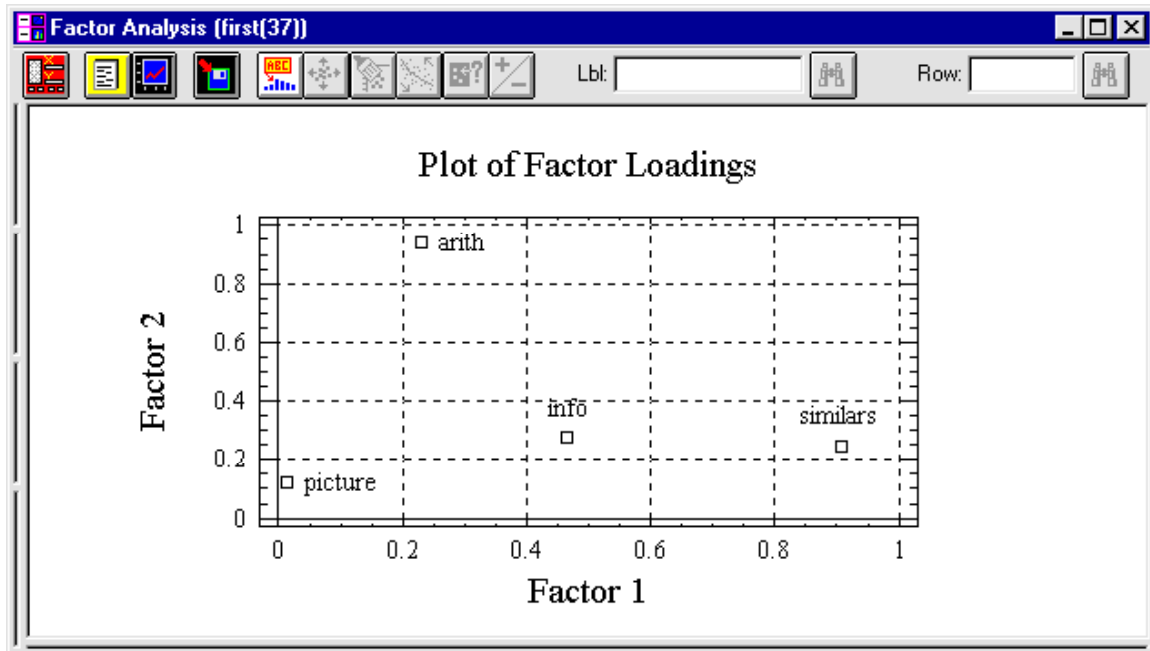 Factor Analysis (first(37))
ABC
Lbl:
Row:
Plot of Factor Loadings
1
0.8
0.6
0.4
0.2
0
Factor 2
arith
info
similars
picture
0
0.2
0.4
0.6
0.8
1
Factor 1